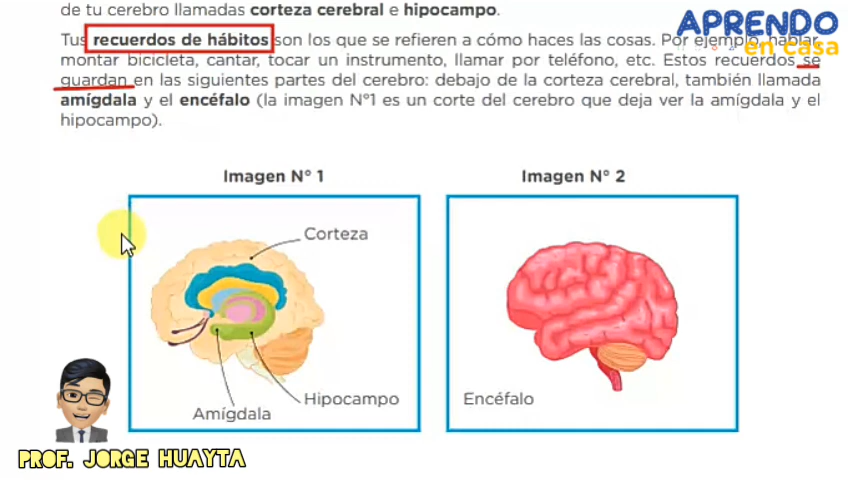 de tu cerebro llamadas corteza cerebral e hipocampo.
APRENDO
en casa
Tus recuerdos de hábitos son los que se refieren a cómo haces las cosas. Por ejemplo, hablar,
montar bicicleta, cantar, tocar un instrumento, llamar por teléfono, etc. Estos recuerdos se
guardan en las siguientes partes del cerebro: debajo de la corteza cerebral, también llamada
amígdala y el encéfalo (la imagen N°1 es un corte del cerebro que deja ver la amígdala y el
hipocampo).
Imagen N° 1
Imagen N° 2
Corteza
Hipocampo
Amígdala
Encéfalo
PROF. JORGE HUAYTA